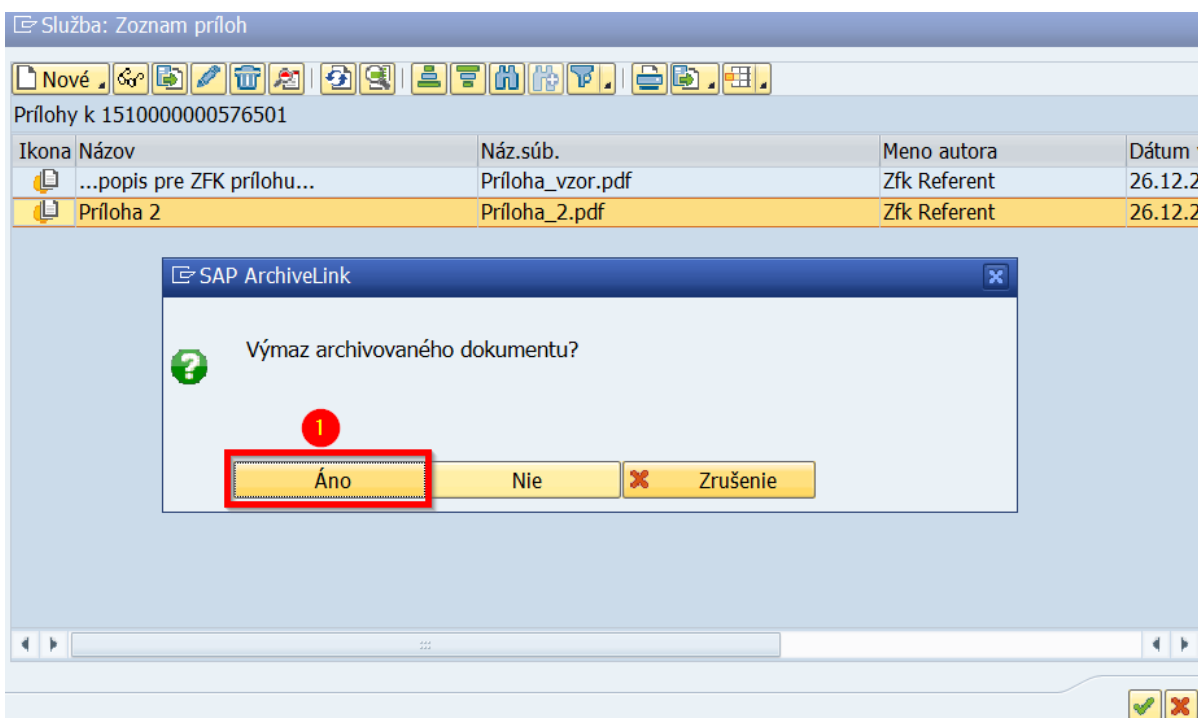 Služba: Zoznam príloh
Nové
Prílohy k 1510000000576501
Ikona Názov Náz.súb. Meno autora Dátum
...popis pre ZFK prílohu... Príloha_vzor.pdf Zfk Referent 26.12.2
Príloha 2 Príloha_2.pdf Zfk Referent 26.12.2
SAP ArchiveLink
Výmaz archivovaného dokumentu?
1
Áno Nie Zrušenie